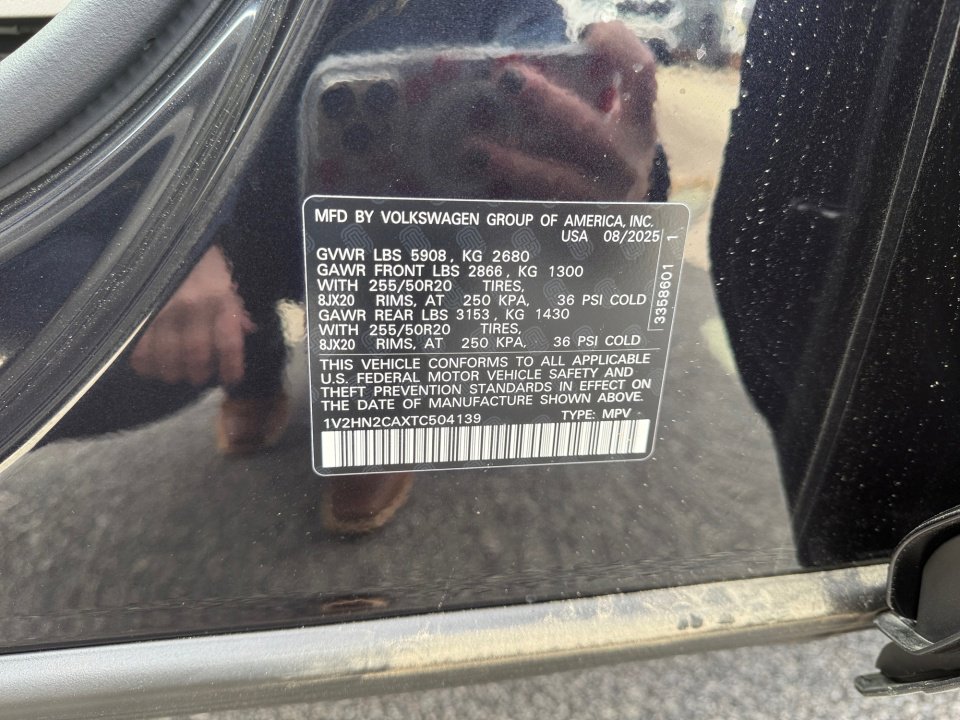 MFD BY VOLKSWAGEN GROUP OF AMERICA, INC.
USA 08/2025
GVWR LBS 5908, KG 2680
GAWR FRONT LBS 2866, KG 1300
WITH 255/50R20 TIRES,
8JX20 RIMS, AT 250 KPA, 36 PSI COLD
GAWR REAR LBS 3153, KG 1430
WITH 255/50R20 TIRES,
8JX20 RIMS, AT 250 KPA, 36 PSI COLD
3358601 1
THIS VEHICLE CONFORMS TO ALL APPLICABLE
U.S. FEDERAL MOTOR VEHICLE SAFETY AND
THEFT PREVENTION STANDARDS IN EFFECT ON
THE DATE OF MANUFACTURE SHOWN ABOVE.
1V2HN2CAXTC504139 TYPE: MPV